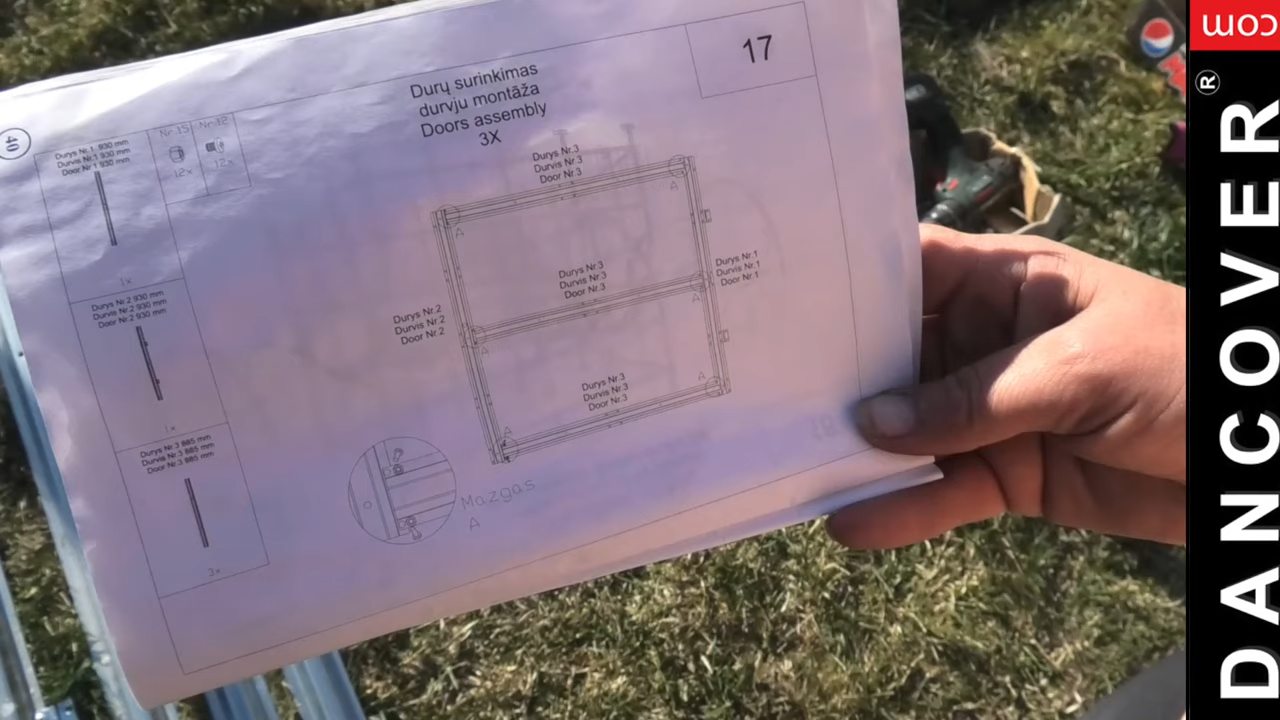 40
Durys Nr.1 930 mm
Durvis Nr.1 930 mm
Door Nr.1 930 mm
1x
Nr.15
12x
Nr.12
12x
Durys Nr.2 930 mm
Durvis Nr.2 930 mm
Door Nr.2 930 mm
1x
Durys Nr.3 885 mm
Durvis Nr.3 885 mm
Door Nr.3 885 mm
3x
Durų surinkimas
durvju montāža
Doors assembly
3X
17
Durys Nr.3
Durvis Nr.3
Door Nr.3
A
A
Durys Nr.2
Durvis Nr.2
Door Nr.2
Durys Nr.3
Durvis Nr.3
Door Nr.3
Durys Nr.1
Durvis Nr.1
Door Nr.1
A
A
Durys Nr.3
Durvis Nr.3
Door Nr.3
A
A
Mazgas
A
DANCOVER®
com